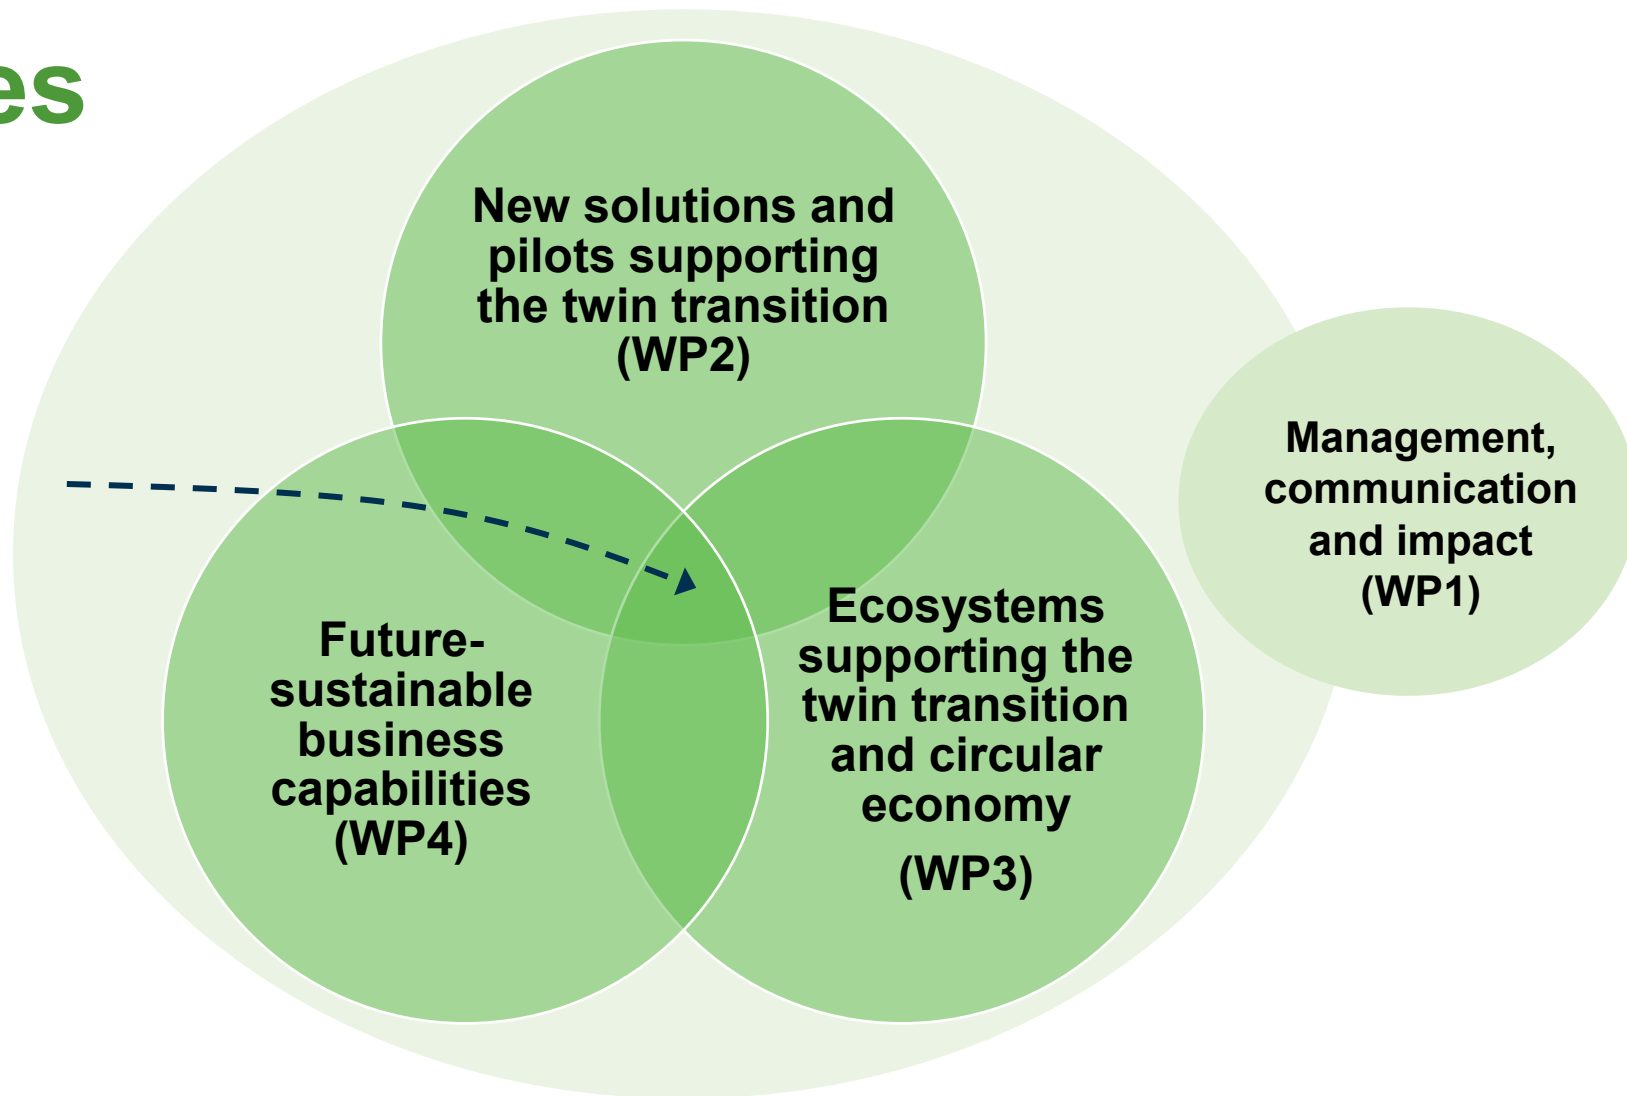 es
New solutions and
pilots supporting
the twin transition
(WP2)
Management,
communication
and impact
(WP1)
Future-
sustainable
business
capabilities
(WP4)
Ecosystems
supporting the
twin transition
and circular
economy
(WP3)